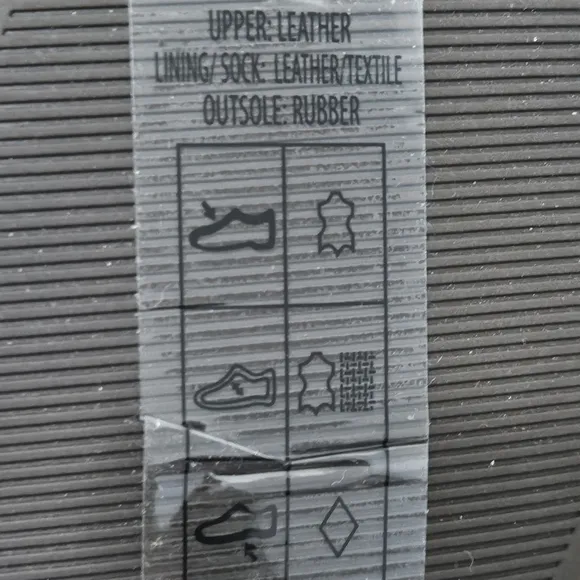 UPPER: LEATHER
LINING/ SOCK: LEATHER/TEXTILE
OUTSOLE: RUBBER